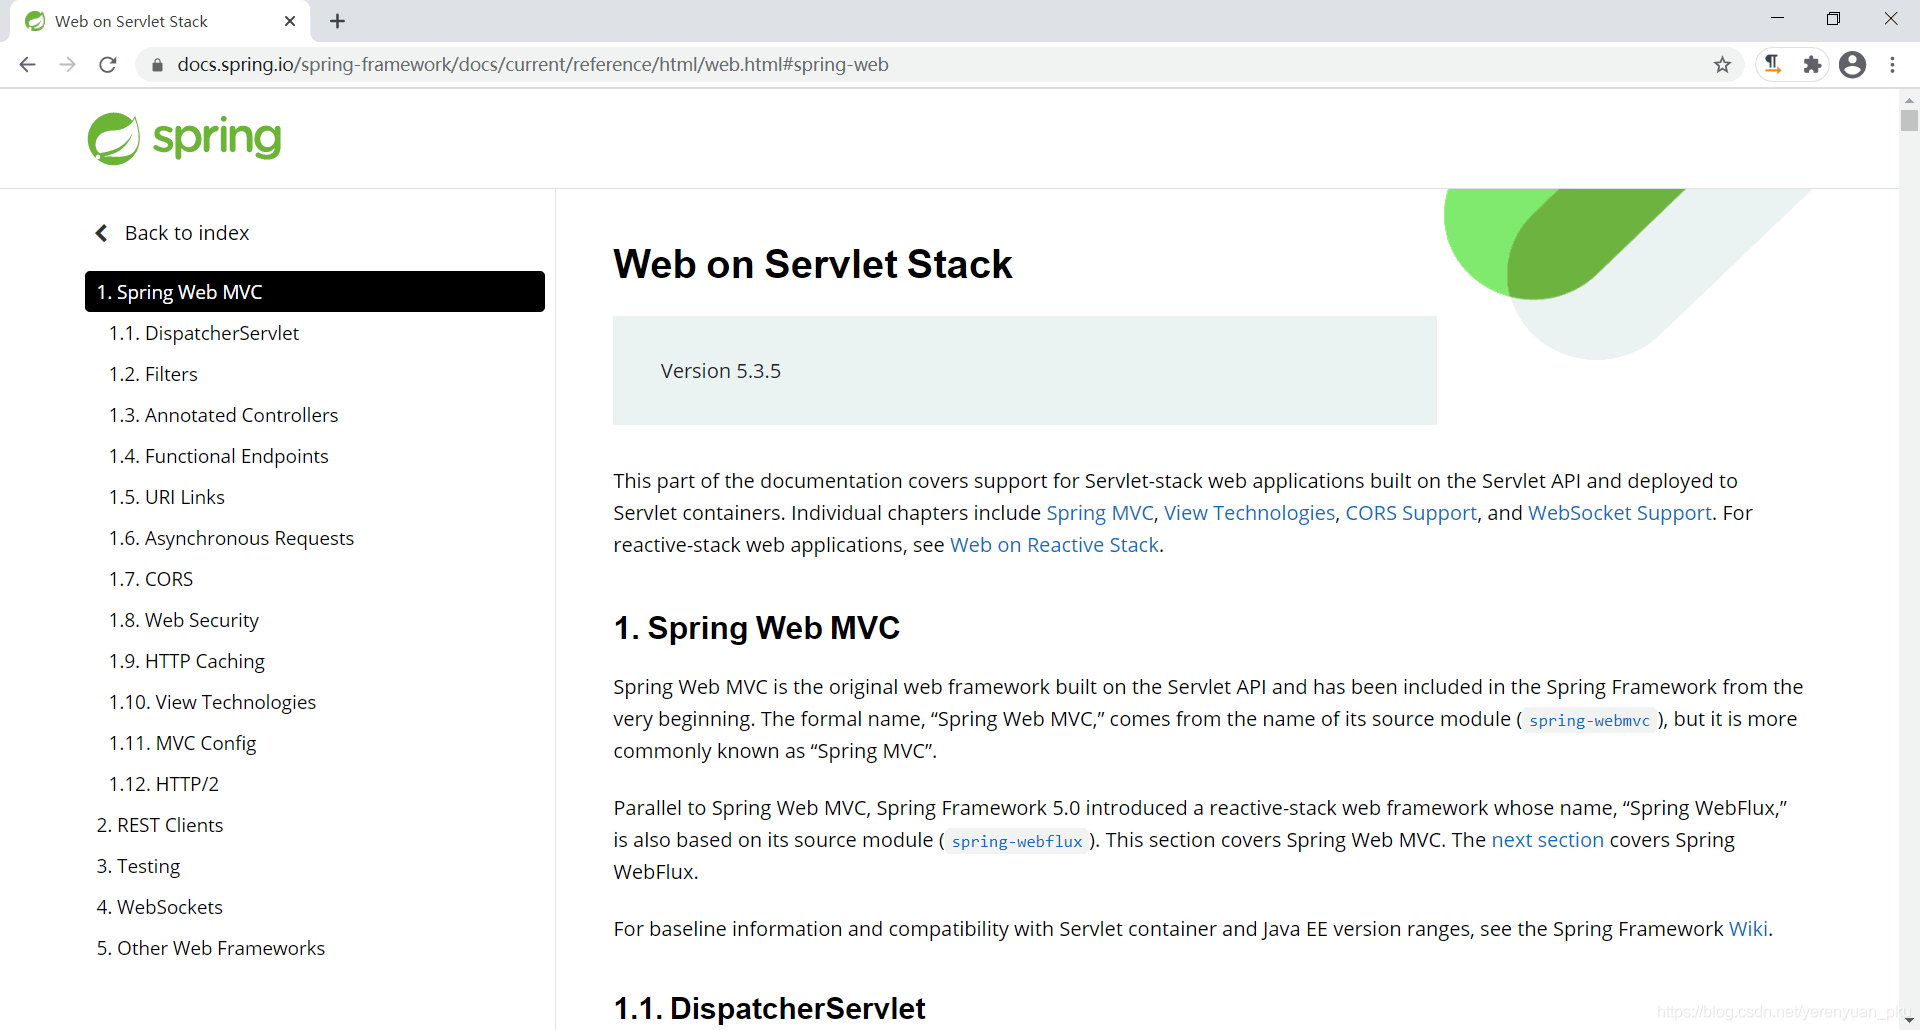 Web on Servlet Stack
docs.spring.io/spring-framework/docs/current/reference/html/web.html#spring-web
spring
Back to index
1. Spring Web MVC
1.1. DispatcherServlet
1.2. Filters
1.3. Annotated Controllers
1.4. Functional Endpoints
1.5. URI Links
1.6. Asynchronous Requests
1.7. CORS
1.8. Web Security
1.9. HTTP Caching
1.10. View Technologies
1.11. MVC Config
1.12. HTTP/2
2. REST Clients
3. Testing
4. WebSockets
5. Other Web Frameworks
Web on Servlet Stack
Version 5.3.5
This part of the documentation covers support for Servlet-stack web applications built on the Servlet API and deployed to
Servlet containers. Individual chapters include Spring MVC, View Technologies, CORS Support, and WebSocket Support. For
reactive-stack web applications, see Web on Reactive Stack.
1. Spring Web MVC
Spring Web MVC is the original web framework built on the Servlet API and has been included in the Spring Framework from the
very beginning. The formal name, “Spring Web MVC,” comes from the name of its source module (spring-webmvc), but it is more
commonly known as “Spring MVC”.
Parallel to Spring Web MVC, Spring Framework 5.0 introduced a reactive-stack web framework whose name, “Spring WebFlux,”
is also based on its source module (spring-webflux). This section covers Spring Web MVC. The next section covers Spring
WebFlux.
For baseline information and compatibility with Servlet container and Java EE version ranges, see the Spring Framework Wiki.
1.1. DispatcherServlet
https://blog.csdn.net/yerenyuan_pku